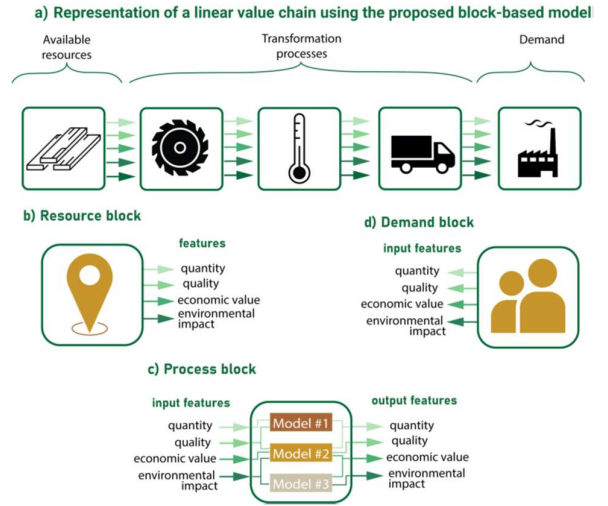 a) Representation of a linear value chain using the proposed block-based model
Available
resources
Transformation
processes
Demand
b) Resource block
features
quantity
quality
economic value
environmental
impact
d) Demand block
input features
quantity
quality
economic value
environmental
impact
c) Process block
input features
quantity
quality
economic value
environmental
impact
Model #1
Model #2
Model #3
output features
quantity
quality
economic value
environmental
impact